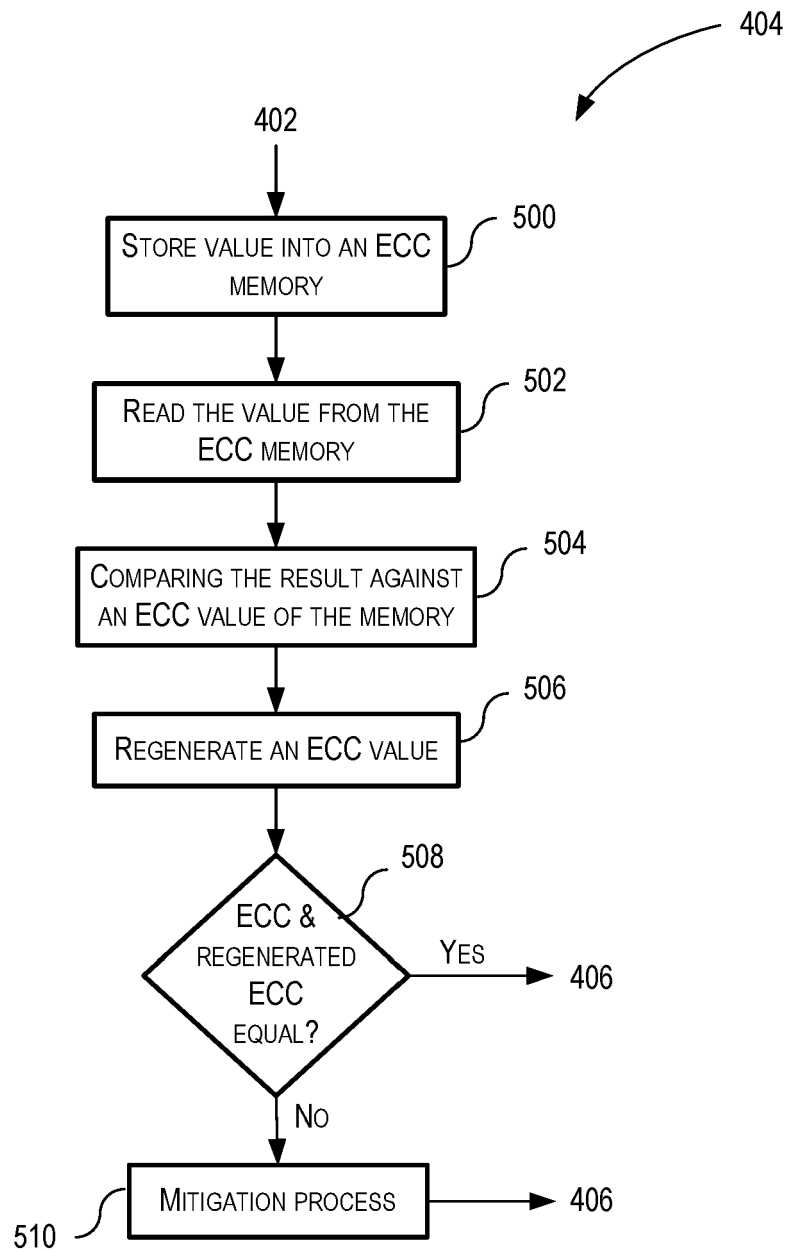 404
402
500
STORE VALUE INTO AN ECC
MEMORY
502
READ THE VALUE FROM THE
ECC MEMORY
504
COMPARING THE RESULT AGAINST
AN ECC VALUE OF THE MEMORY
506
REGENERATE AN ECC VALUE
508
ECC &
REGENERATED
ECC
EQUAL?
YES
406
NO
MITIGATION PROCESS
406
510